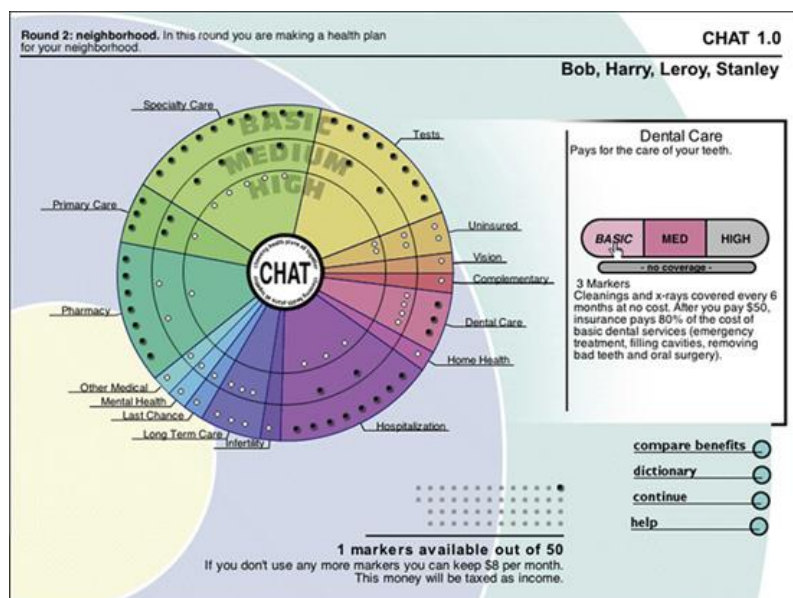 Round 2: neighborhood. In this round you are making a health plan
for your neighborhood.
CHAT 1.0
Bob, Harry, Leroy, Stanley
Specialty Care
BASIC
MEDIUM
HIGH
Tests
Primary Care
Uninsured
Vision
CHAT
Complementary
Pharmacy
Dental Care
Home Health
Other Medical
Mental Health
Last Chance
Long Term Care
Infertility
Hospitalization
Dental Care
Pays for the care of your teeth.
BASIC MED HIGH
- no coverage -
3 Markers
Cleanings and x-rays covered every 6
months at no cost. After you pay $50,
insurance pays 80% of the cost of
basic dental services (emergency
treatment, filling cavities, removing
bad teeth and oral surgery).
compare benefits
dictionary
continue
help
1 markers available out of 50
If you don't use any more markers you can keep $8 per month.
This money will be taxed as income.